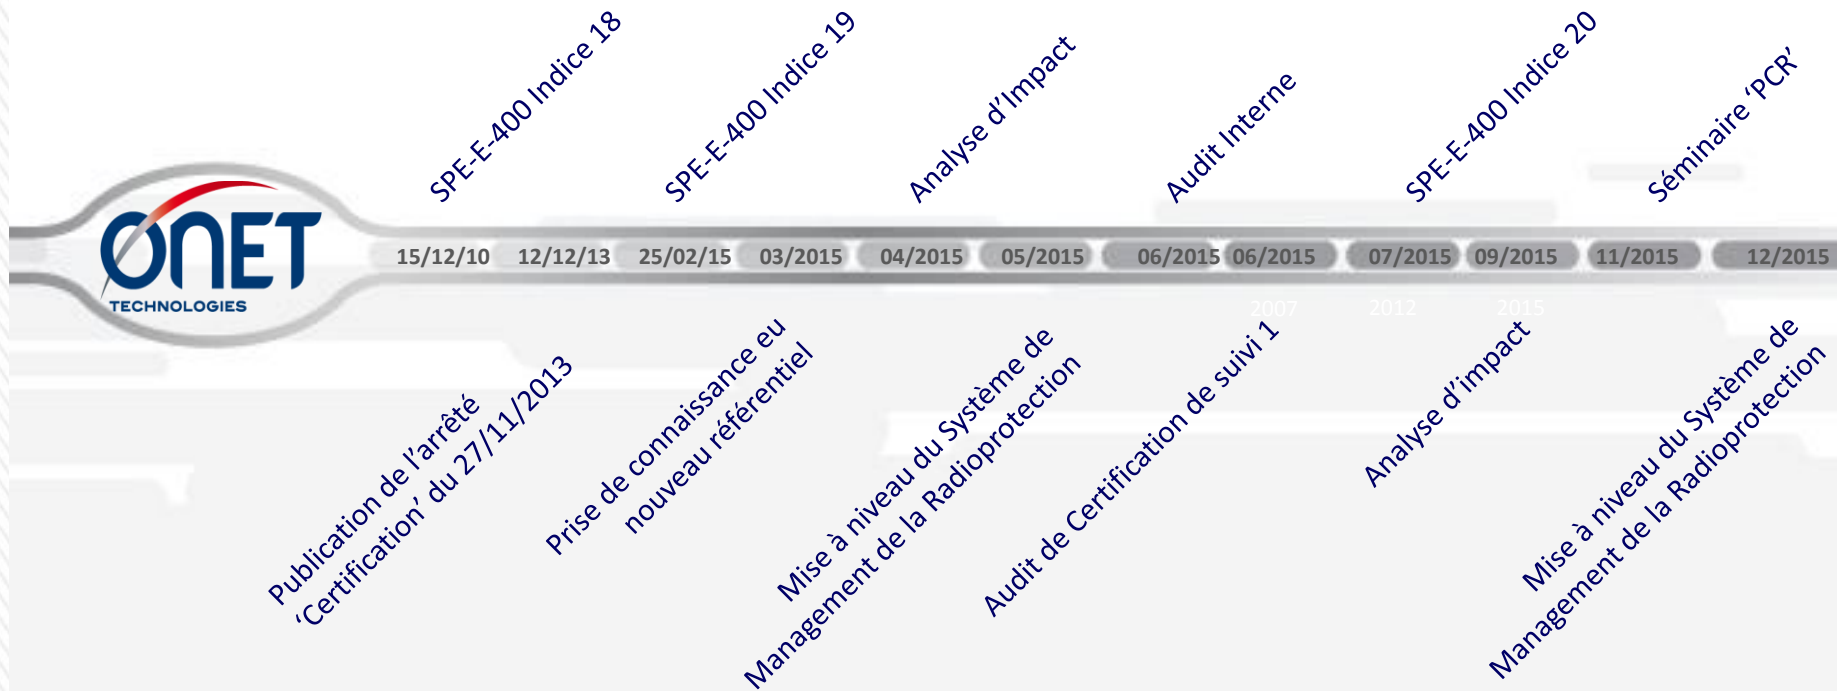 SPE-E-400 Indice 18
SPE-E-400 Indice 19
Analyse d’Impact
Audit Interne
SPE-E-400 Indice 20
Séminaire ‘PCR’
ONET
TECHNOLOGIES
15/12/10
12/12/13
25/02/15
03/2015
04/2015
05/2015
06/2015
06/2015
07/2015
09/2015
11/2015
12/2015
2007
2012
2015
Publication de l’arrêté
‘Certification’ du 27/11/2013
Prise de connaissance eu
nouveau référentiel
Mise à niveau du Système de
Management de la Radioprotection
Audit de Certification de suivi 1
Analyse d’impact
Mise à niveau du Système de
Management de la Radioprotection